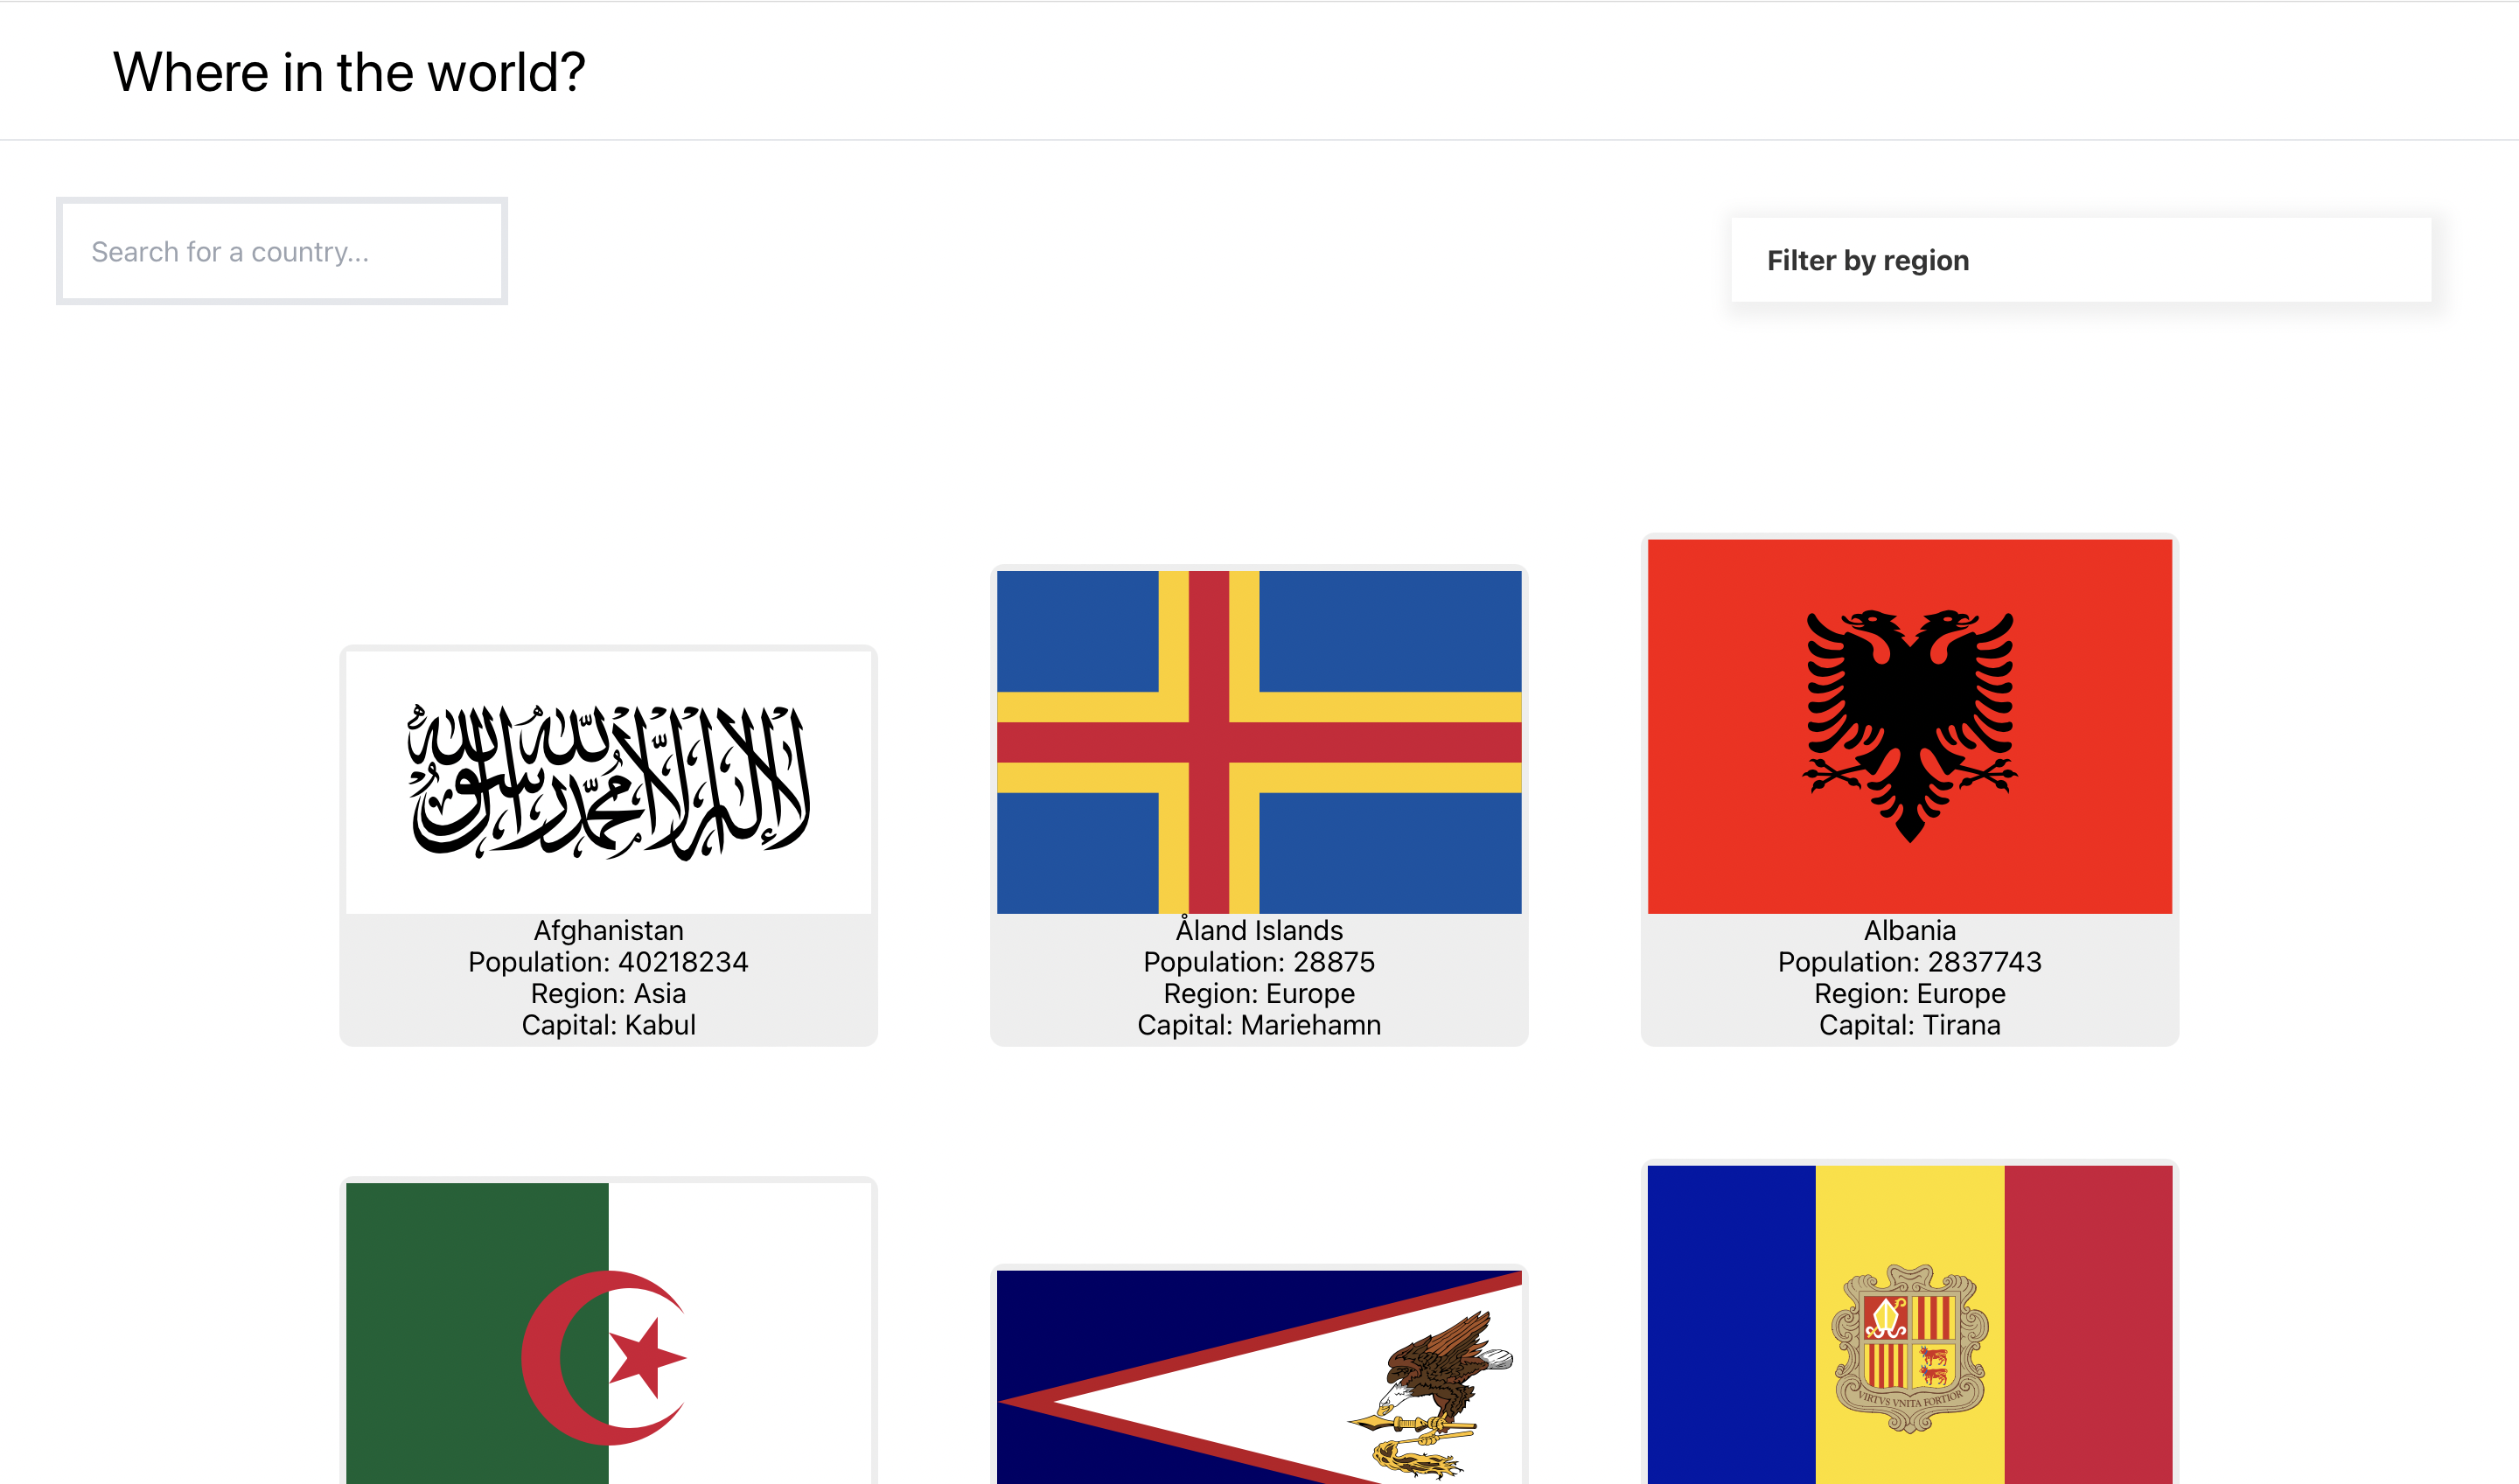 Where in the world?
Search for a country...
Filter by region
لا إله إلا الله محمد رسول الله
Afghanistan
Population: 40218234
Region: Asia
Capital: Kabul
Åland Islands
Population: 28875
Region: Europe
Capital: Mariehamn
Albania
Population: 2837743
Region: Europe
Capital: Tirana
VIRTVS VNITA FORTIOR